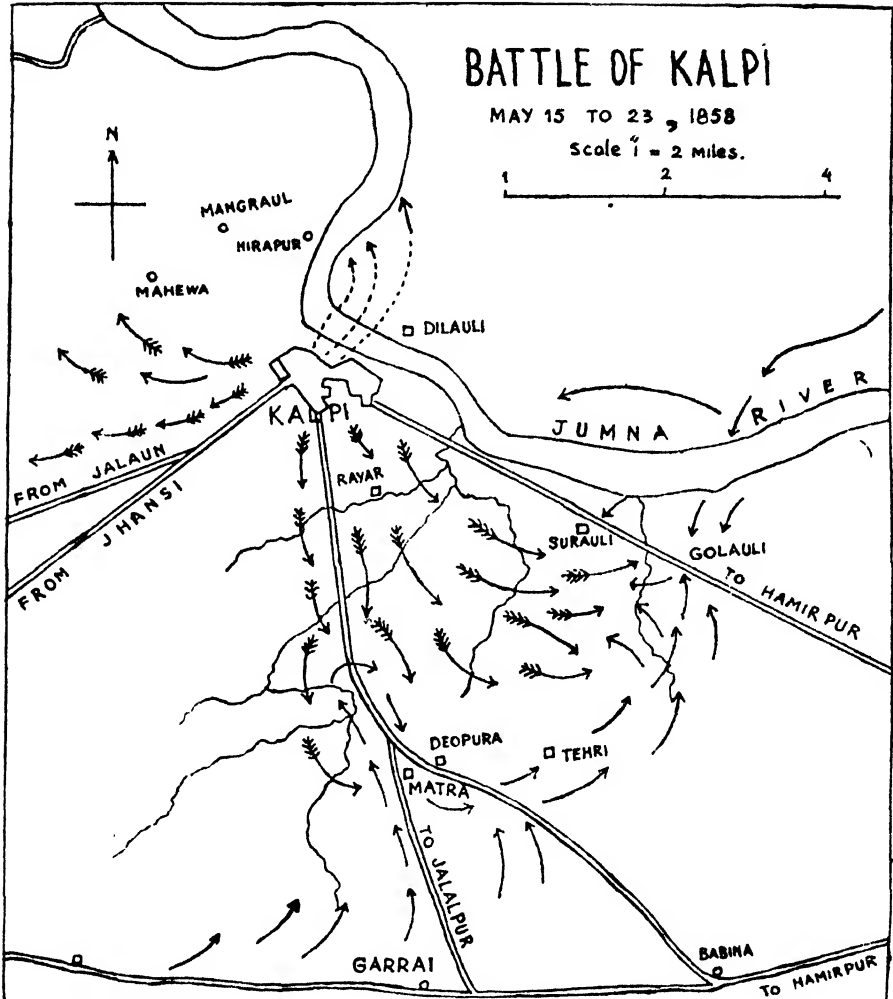 BATTLE OF KALPI
MAY 15 TO 23, 1858
Scale 1" = 2 MILES.
1 2 4
N
MANGRAUL
HIRAPUR
MAHEWA
DILAULI
JUMNA RIVER
KALPI
FROM JALAUN
FROM JHANSI
RAYAR
SURAULI
GOLAULI
TO HAMIRPUR
DEOPURA
TEHRI
MATRA
TO JALALPUR
GARRAI
BABINA
TO HAMIRPUR